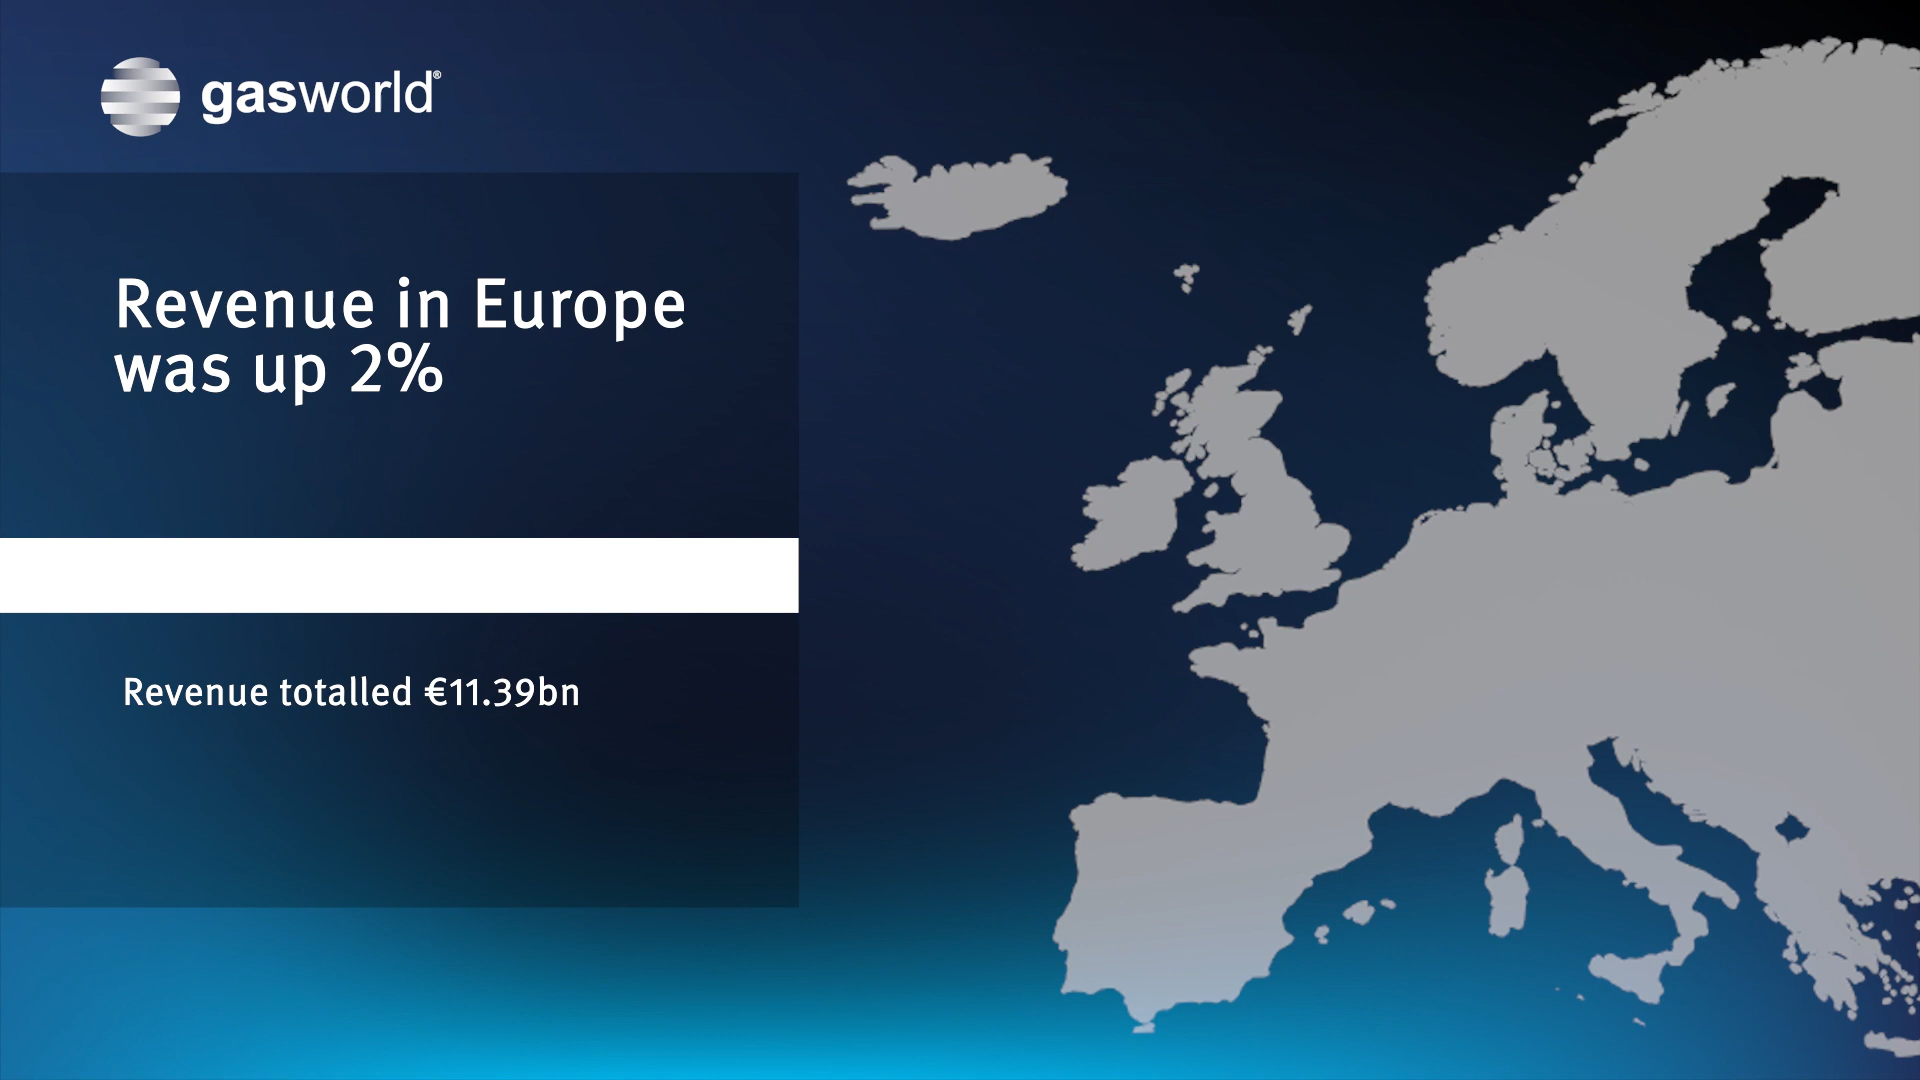 gasworld®
Revenue in Europe
was up 2%
Revenue totalled €11.39bn